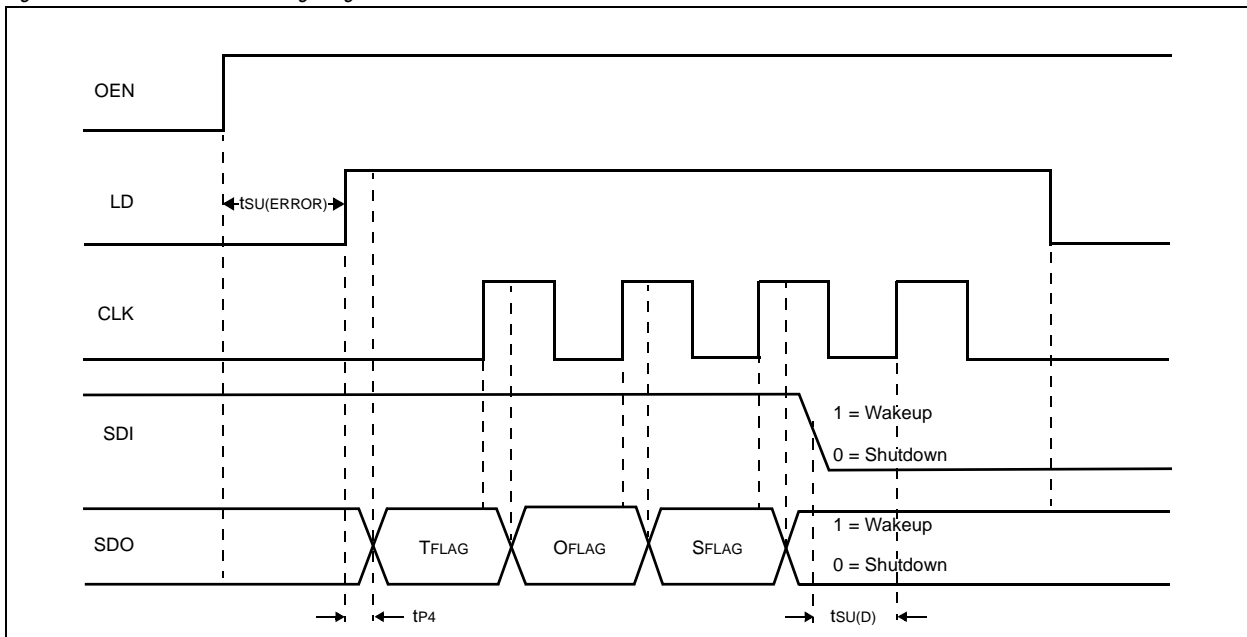 OEN
LD
tSU(ERROR)
CLK
SDI
1 = Wakeup
0 = Shutdown
SDO
TFLAG
OFLAG
SFLAG
1 = Wakeup
0 = Shutdown
tP4
tSU(D)